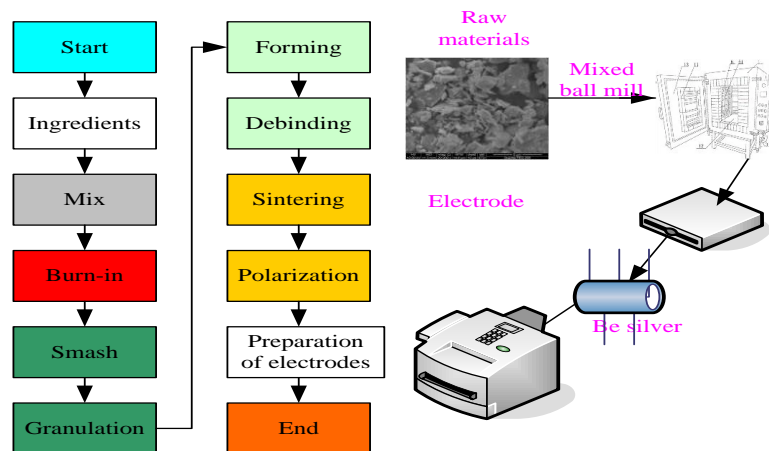 Start
Ingredients
Mix
Burn-in
Smash
Granulation
Forming
Debinding
Sintering
Polarization
Preparation
of electrodes
End
Raw
materials
Mixed
ball mill
Electrode
Be silver